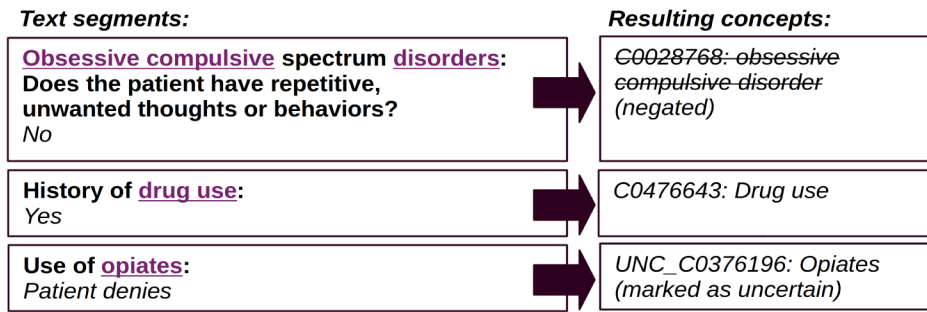 Text segments:
Resulting concepts:
Obsessive compulsive spectrum disorders:
Does the patient have repetitive,
unwanted thoughts or behaviors?
No
C0028768: obsessive
compulsive disorder
(negated)
History of drug use:
Yes
C0476643: Drug use
Use of opiates:
Patient denies
UNC_C0376196: Opiates
(marked as uncertain)